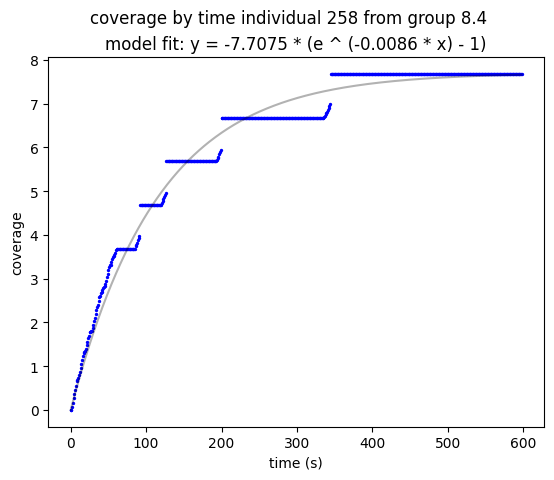 coverage by time individual 258 from group 8.4
model fit: y = -7.7075 * (e ^ (-0.0086 * x) - 1)
8
7
6
5
4
3
2
1
0
coverage
0 100 200 300 400 500 600
time (s)